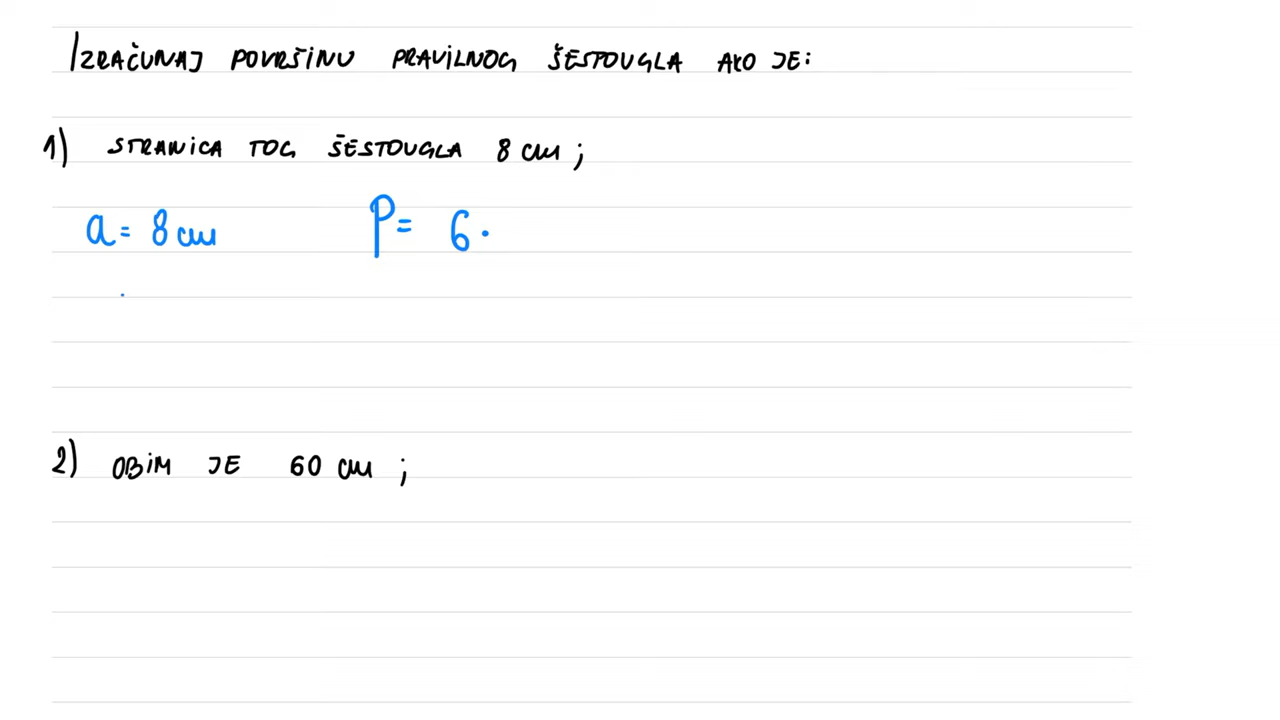 IZRAČUNAJ POVRŠINU PRAVILNOG ŠESTOUGLA AKO JE:
1) STRANICA TOG ŠESTOUGLA 8 cm ;
a = 8 cm P = 6 ·
2) OBIM JE 60 cm ;